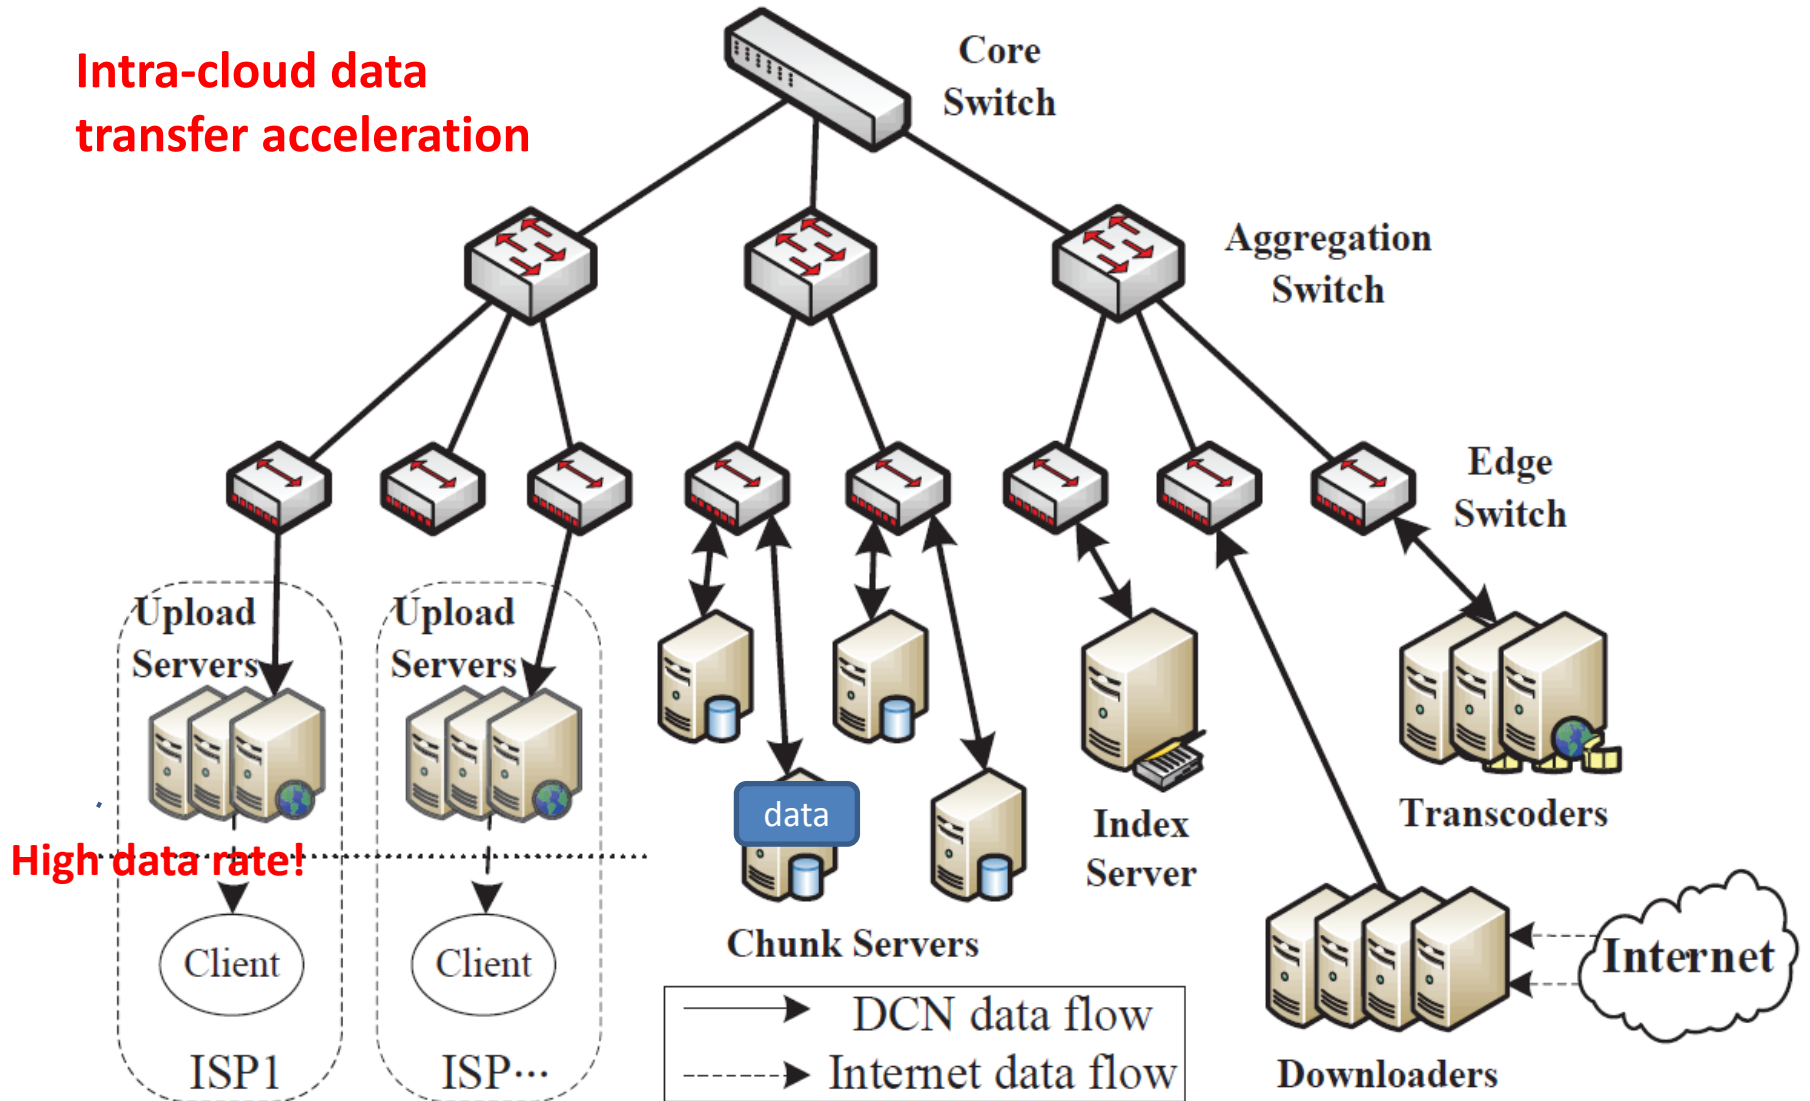 Intra-cloud data
transfer acceleration
Core
Switch
Aggregation
Switch
Edge
Switch
Upload
Servers
Upload
Servers
data
Index
Server
Transcoders
High data rate!
Client
Client
Chunk Servers
Internet
DCN data flow
Internet data flow
ISP1
ISP···
Downloaders